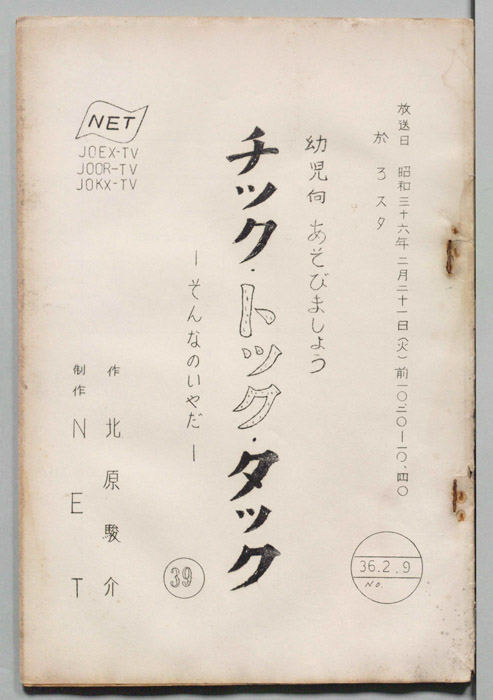 放送日 昭和三十六年二月二十一日(火) 前一〇.二〇—一〇.四〇
於 3スタ
幼児向 あそびましょう
チック・トック・タック
—そんなのいやだ—
作 北原駿介
制作 NET
NET
JOEX-TV
JOOR-TV
JOKX-TV
39
36.2.9
No.